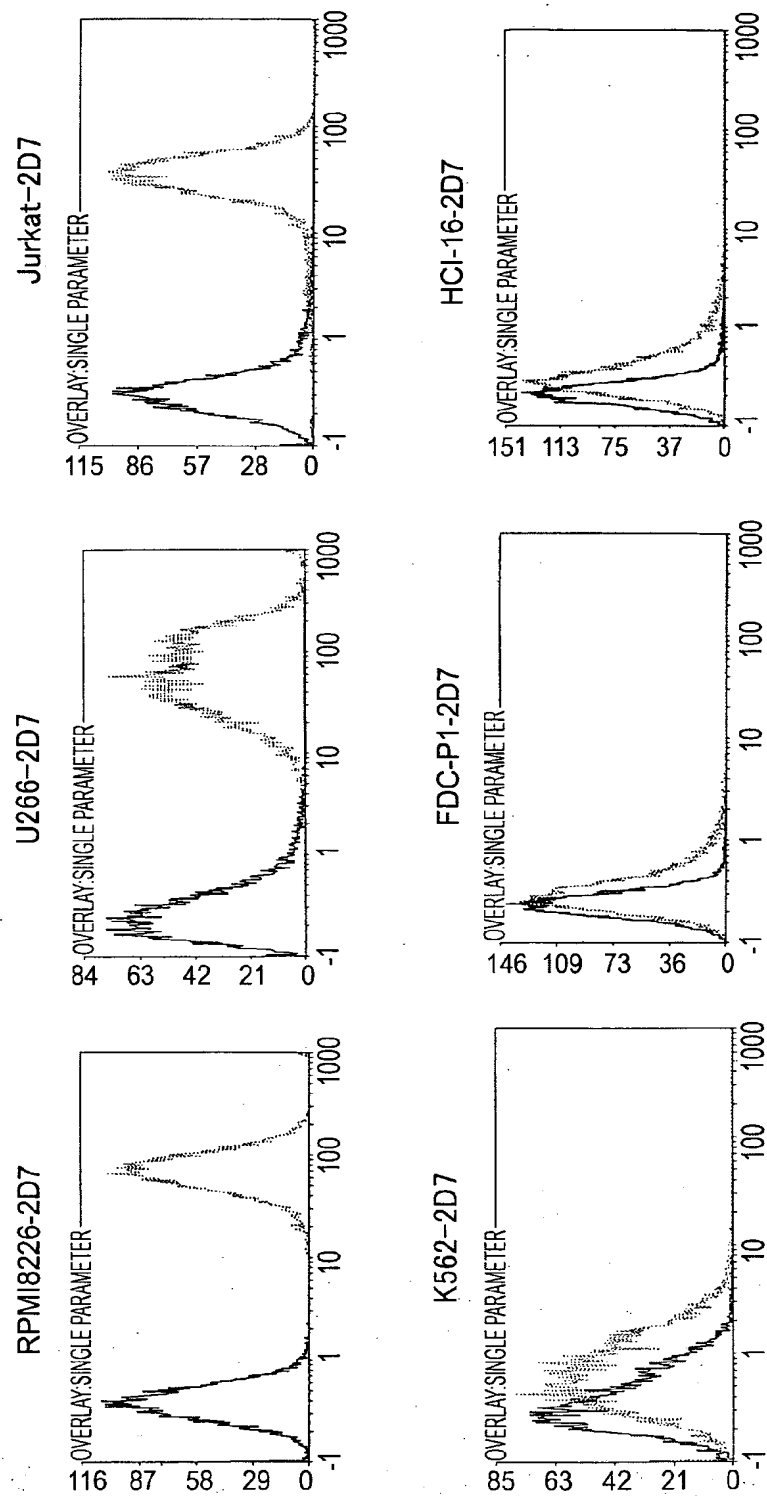 RPMI8226-2D7
OVERLAY:SINGLE PARAMETER
116
87
58
29
0
-1 1 10 100 1000
U266-2D7
OVERLAY:SINGLE PARAMETER
84
63
42
21
0
-1 1 10 100 1000
Jurkat-2D7
OVERLAY:SINGLE PARAMETER
115
86
57
28
0
-1 1 10 100 1000
K562-2D7
OVERLAY:SINGLE PARAMETER
85
63
42
21
0
-1 1 10 100 1000
FDC-P1-2D7
OVERLAY:SINGLE PARAMETER
146
109
73
36
0
-1 1 10 100 1000
HCI-16-2D7
OVERLAY:SINGLE PARAMETER
151
113
75
37
0
-1 1 10 100 1000